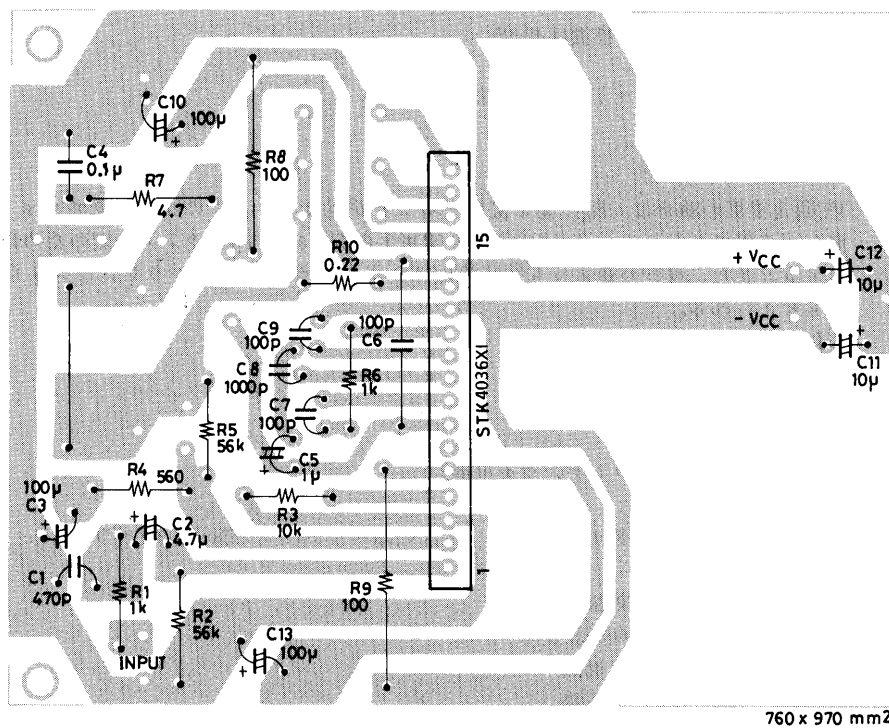 C10
100µ
+
C4
0.1µ
R7
4.7
R8
100
R10
0.22
15
+ VCC
+
C12
10µ
- VCC
+
C11
10µ
C9
100p
100p
C6
C8
1000p
R6
1k
C7
100p
STK4036XI
R5
56k
+
C5
1µ
R4
560
R3
10k
100µ
C3
+
+
C2
4.7µ
C1
470p
R1
1k
R2
56k
R9
100
1
INPUT
C13
100µ
+
760 x 970 mm2